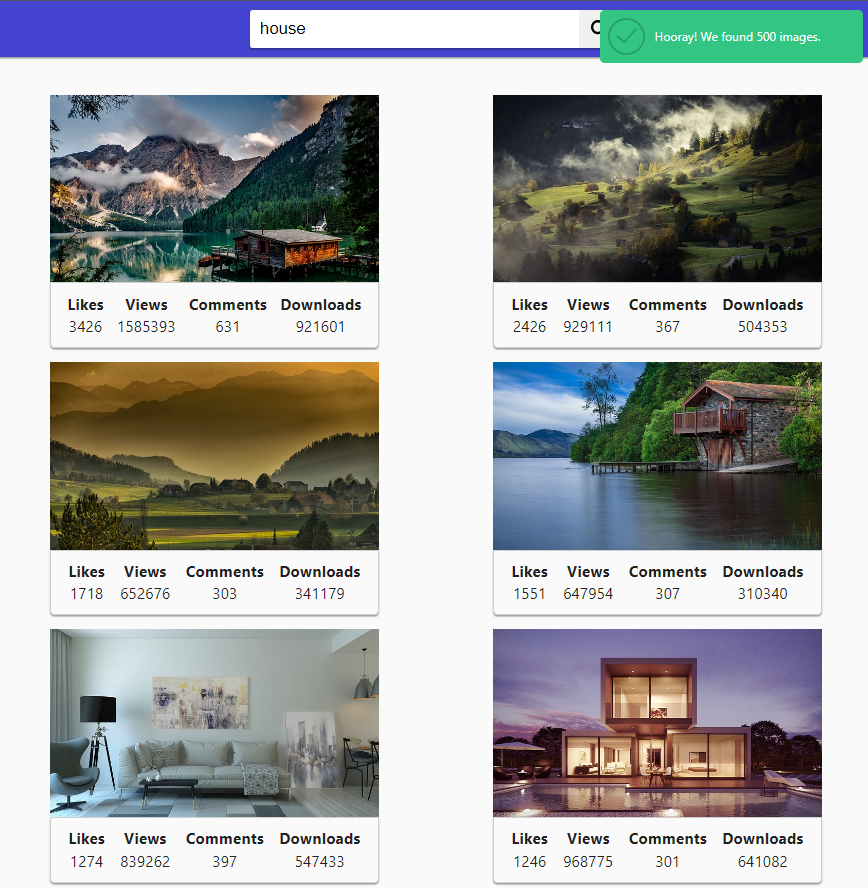 house
Hooray! We found 500 images.
Likes Views Comments Downloads
3426 1585393 631 921601
Likes Views Comments Downloads
2426 929111 367 504353
Likes Views Comments Downloads
1718 652676 303 341179
Likes Views Comments Downloads
1551 647954 307 310340
Likes Views Comments Downloads
1274 839262 397 547433
Likes Views Comments Downloads
1246 968775 301 641082